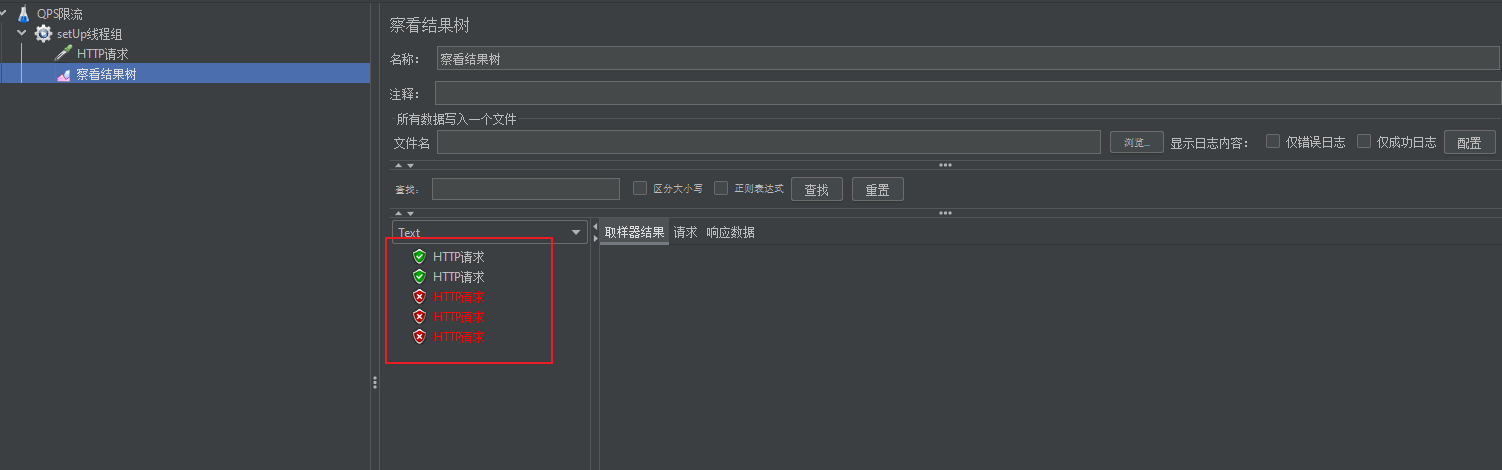 QPS限流
setUp线程组
HTTP请求
察看结果树
察看结果树
名称： 察看结果树
注释：
所有数据写入一个文件
文件名 浏览... 显示日志内容： 仅错误日志 仅成功日志 配置
查找： 区分大小写 正则表达式 查找 重置
Text 取样器结果 请求 响应数据
HTTP请求
HTTP请求
HTTP请求
HTTP请求
HTTP请求